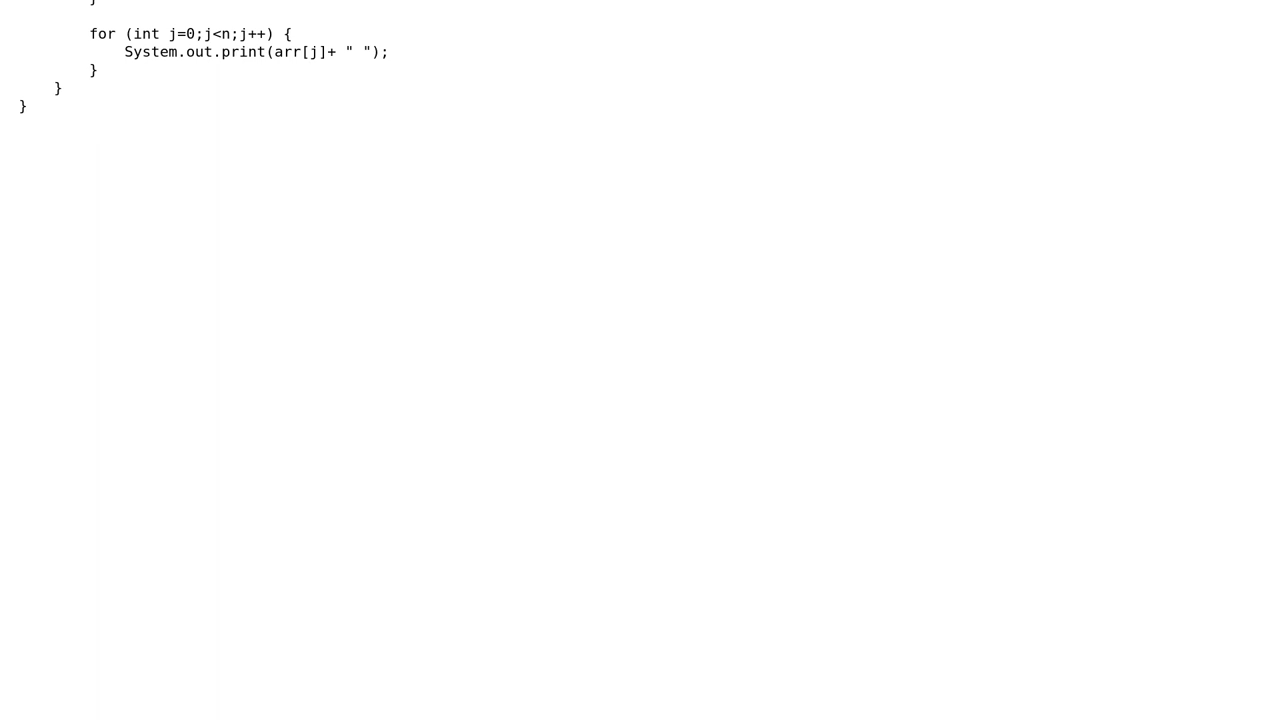 }
for (int j=0;j<n;j++) {
System.out.print(arr[j]+ " ");
}
}
}